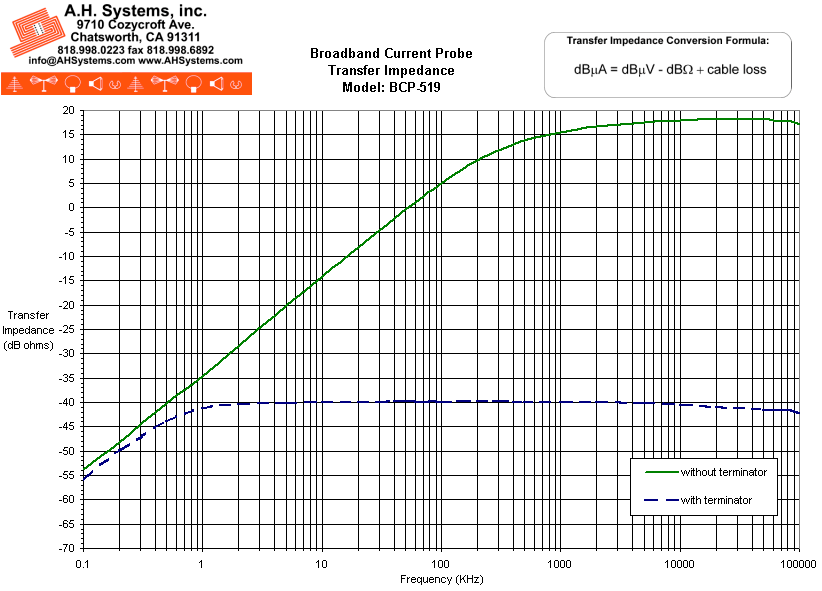 A.H. Systems, inc.
9710 Cozycroft Ave.
Chatsworth, CA 91311
818.998.0223 fax 818.998.6892
info@AHSystems.com www.AHSystems.com
Broadband Current Probe
Transfer Impedance
Model: BCP-519
Transfer Impedance Conversion Formula:
dBμA = dBμV - dBΩ + cable loss
20
15
10
5
0
-5
-10
-15
-20
-25
-30
-35
-40
-45
-50
-55
-60
-65
-70
Transfer
Impedance
(dB ohms)
without terminator
with terminator
0.1
1
10
100
1000
10000
100000
Frequency (KHz)